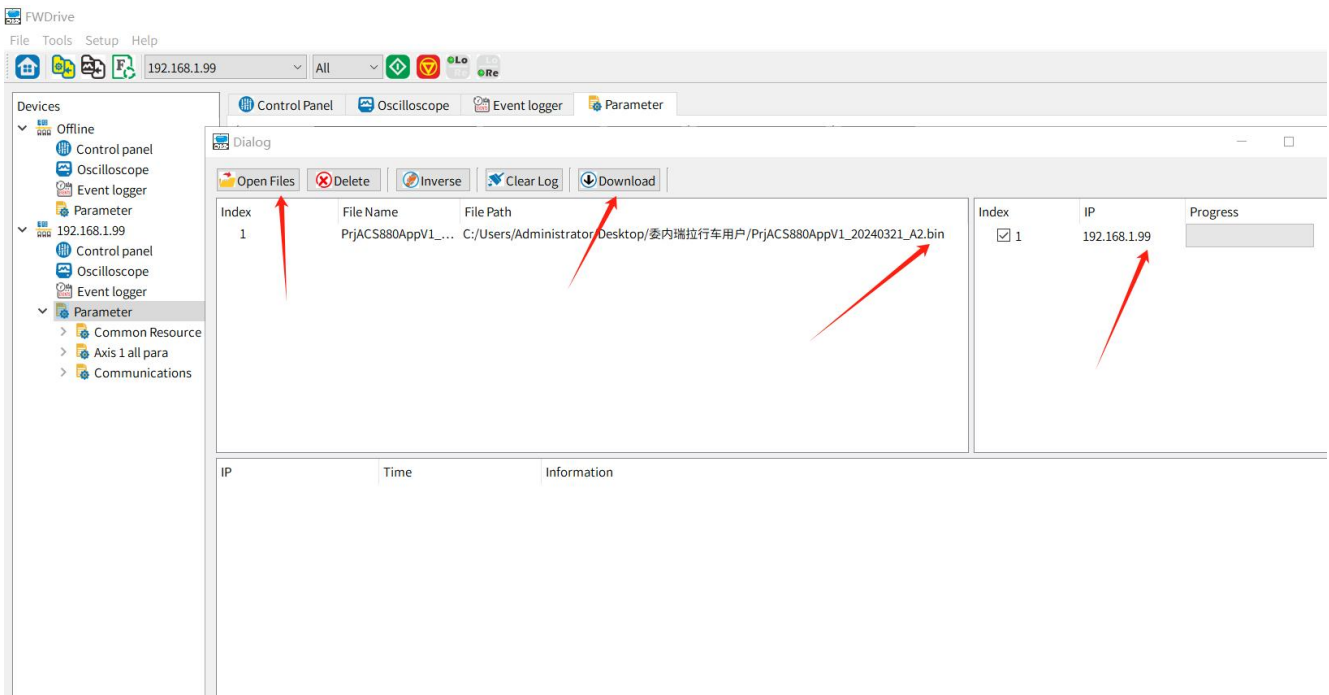 FWDrive
File Tools Setup Help
192.168.1.99 All Lo Re
Devices
Control Panel Oscilloscope Event logger Parameter
Offline
Control panel
Oscilloscope
Event logger
Parameter
192.168.1.99
Control panel
Oscilloscope
Event logger
Parameter
Common Resource
Axis 1 all para
Communications
Dialog
Open Files Delete Inverse Clear Log Download
Index File Name File Path
1 PrjACS880AppV1_... C:/Users/Administrator/Desktop/委内瑞拉行车用户/PrjACS880AppV1_20240321_A2.bin
Index IP Progress
1 192.168.1.99
IP Time Information